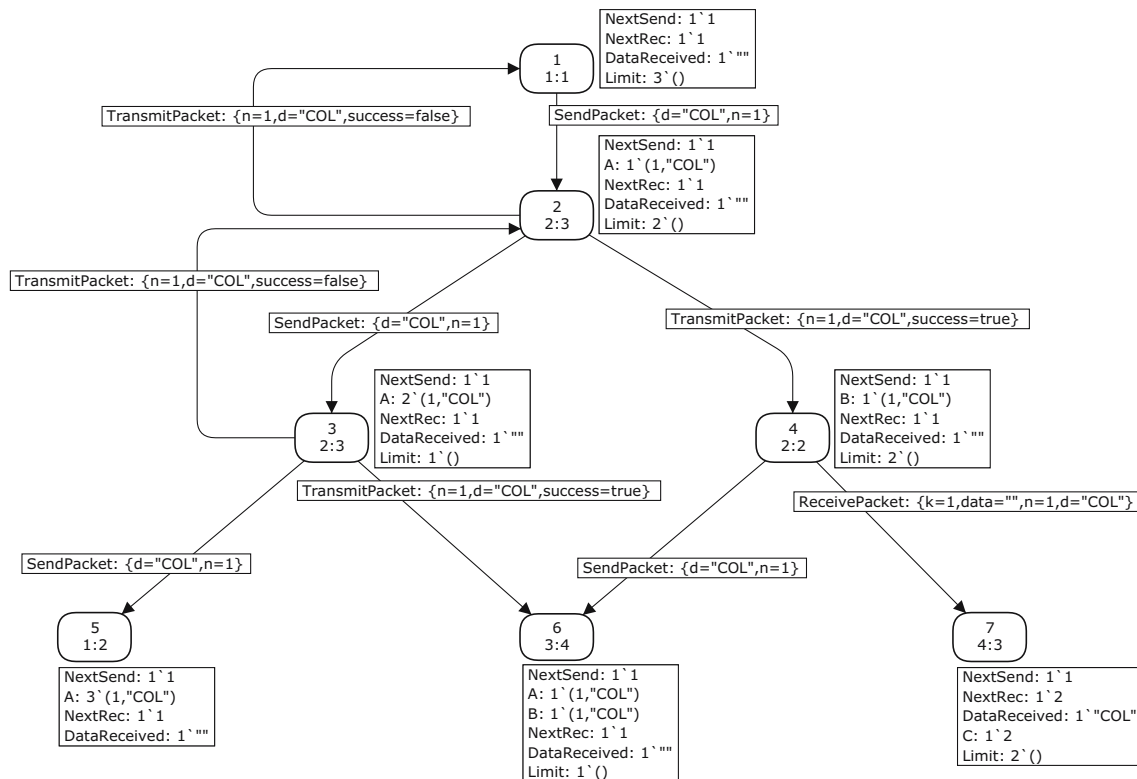 NextSend: 1`1
NextRec: 1`1
DataReceived: 1`""
Limit: 3`()
1
1:1
TransmitPacket: {n=1,d="COL",success=false}
SendPacket: {d="COL",n=1}
NextSend: 1`1
A: 1`(1,"COL")
NextRec: 1`1
DataReceived: 1`""
Limit: 2`()
2
2:3
TransmitPacket: {n=1,d="COL",success=false}
SendPacket: {d="COL",n=1}
TransmitPacket: {n=1,d="COL",success=true}
NextSend: 1`1
A: 2`(1,"COL")
NextRec: 1`1
DataReceived: 1`""
Limit: 1`()
3
2:3
NextSend: 1`1
B: 1`(1,"COL")
NextRec: 1`1
DataReceived: 1`""
Limit: 2`()
4
2:2
TransmitPacket: {n=1,d="COL",success=true}
ReceivePacket: {k=1,data="",n=1,d="COL"}
SendPacket: {d="COL",n=1}
SendPacket: {d="COL",n=1}
5
1:2
NextSend: 1`1
A: 3`(1,"COL")
NextRec: 1`1
DataReceived: 1`""
6
3:4
NextSend: 1`1
A: 1`(1,"COL")
B: 1`(1,"COL")
NextRec: 1`1
DataReceived: 1`""
Limit: 1`()
7
4:3
NextSend: 1`1
NextRec: 1`2
DataReceived: 1`"COL"
C: 1`2
Limit: 2`()